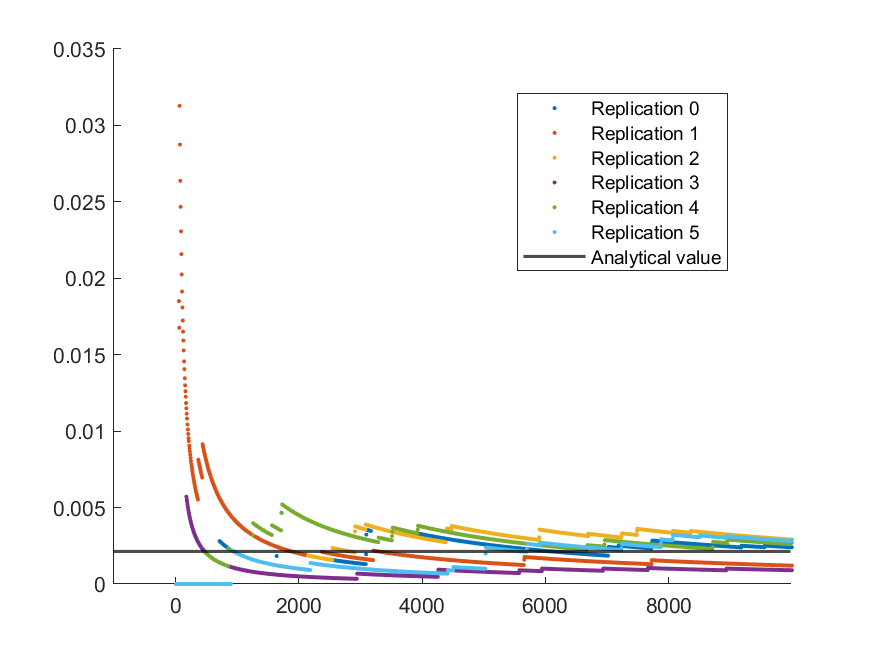 0.035
0.03
0.025
0.02
0.015
0.01
0.005
0
0 2000 4000 6000 8000
Replication 0
Replication 1
Replication 2
Replication 3
Replication 4
Replication 5
Analytical value